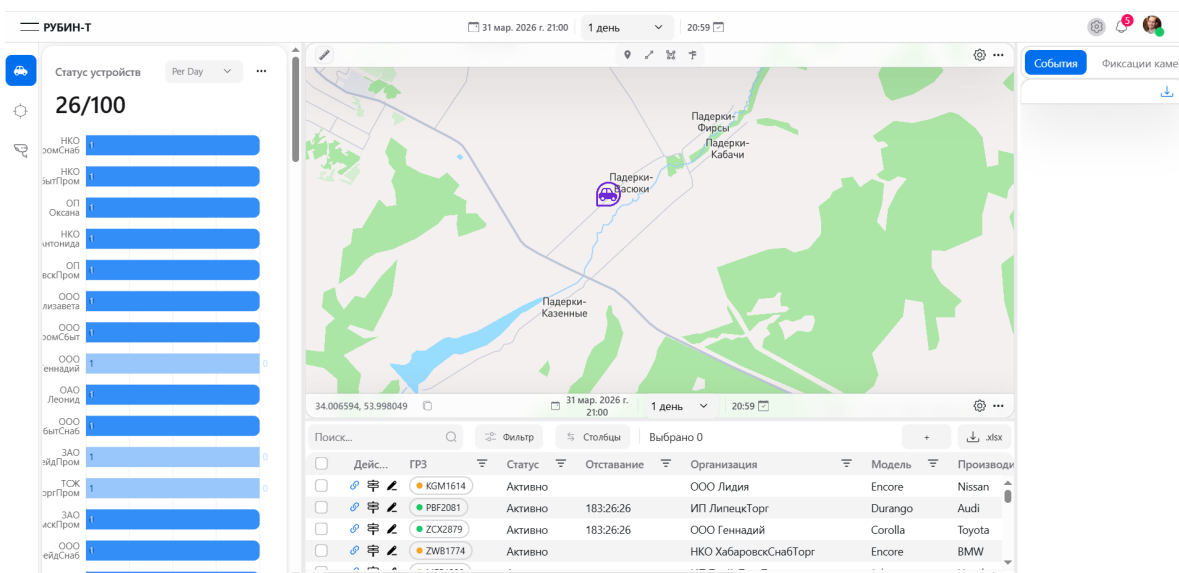 РУБИН-Т
31 мар. 2026 г. 21:00 1 день 20:59
5
Статус устройств Per Day
26/100
НКО
ромСнаб 1
НКО
бытПром 1
ОП
Оксана 1
НКО
нтонида 1
ОП
вскПром 1
ООО
лизавета 1
ООО
ромСбыт 1
ООО
еннадий 1 0
ОАО
Леонид 1
ООО
бытСнаб 1
ЗАО
ейдПром 1 0
ТСЖ
оргПром 1 0
ЗАО
мскПром 1
ООО
ейдСнаб 1
Падерки-
Фирсы
Падерки-
Кабачи
Падерки-
Васюки
Падерки-
Казенные
34.006594, 53.998049
31 мар. 2026 г.
21:00
1 день 20:59
События Фиксации каме
Поиск... Фильтр Столбцы Выбрано 0 + .xlsx
Дейс... ГРЗ Статус Отставание Организация Модель Производи
KGM1614 Активно ООО Лидия Encore Nissan
PBF2081 Активно 183:26:26 ИП ЛипецкТорг Durango Audi
ZCX2879 Активно 183:26:26 ООО Геннадий Corolla Toyota
ZWB1774 Активно НКО ХабаровскСнабТорг Encore BMW